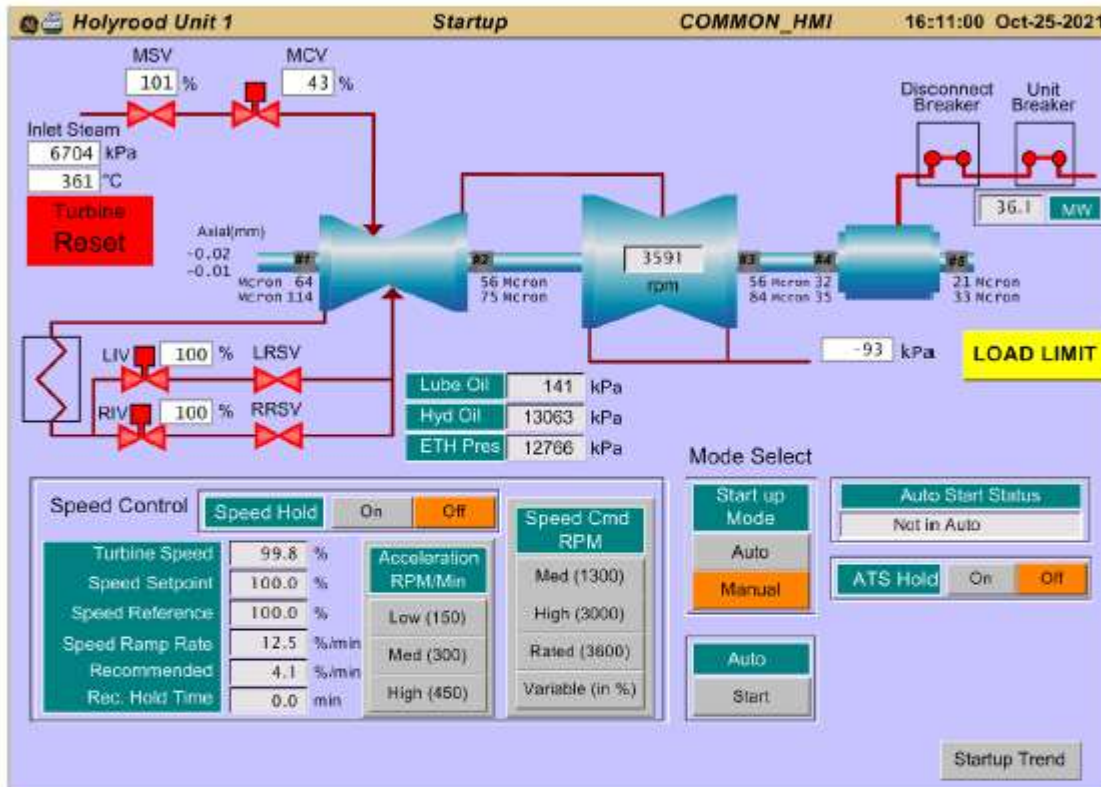 Holyrood Unit 1 Startup COMMON_HMI 16:11:00 Oct-25-2021
MSV MCV
101 % 43 %
Disconnect Breaker Unit Breaker
Inlet Steam
6704 kPa
361 °C
Turbine
Reset
36.1 MW
Axial(mm)
-0.02
-0.01
#1 #2 3591 #3 #4
rpm
Mcron 64 56 Mcron 56 Mcron 32 21 Mcron
Mcron 114 75 Mcron 84 Mcron 35 33 Mcron
-93 kPa LOAD LIMIT
LIV 100 % LRSV
RIV 100 % RRSV
Lube Oil 141 kPa
Hyd Oil 13063 kPa
ETH Pres 12766 kPa
Mode Select
Speed Control Speed Hold On Off
Turbine Speed 99.8 %
Speed Setpoint 100.0 %
Speed Reference 100.0 %
Speed Ramp Rate 12.5 %/min
Recommended 4.1 %/min
Rec. Hold Time 0.0 min
Acceleration
RPM/Min
Low (150)
Med (300)
High (450)
Speed Cmd
RPM
Med (1300)
High (3000)
Rated (3600)
Variable (in %)
Start up
Mode
Auto
Manual
Auto
Start
Auto Start Status
Not in Auto
ATS Hold On Off
Startup Trend